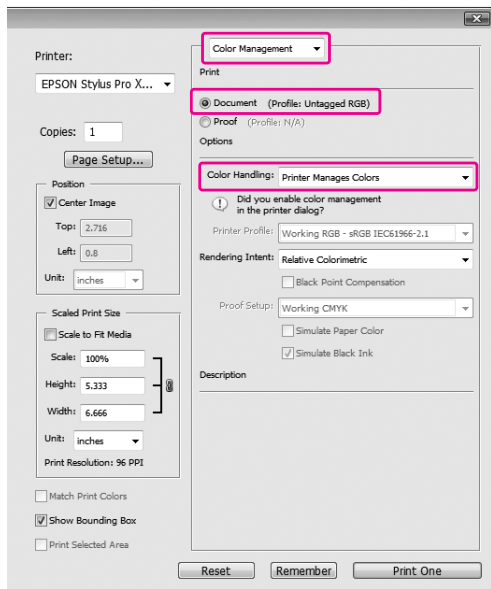 Printer:
EPSON Stylus Pro X...
Copies: 1
Page Setup...
Position
Center Image
Top: 2.716
Left: 0.8
Unit: inches
Scaled Print Size
Scale to Fit Media
Scale: 100%
Height: 5.333
Width: 6.666
Unit: inches
Print Resolution: 96 PPI
Match Print Colors
Show Bounding Box
Print Selected Area
Color Management
Print
Document (Profile: Untagged RGB)
Proof (Profile: N/A)
Options
Color Handling: Printer Manages Colors
Did you enable color management
in the printer dialog?
Printer Profile: Working RGB - sRGB IEC61966-2.1
Rendering Intent: Relative Colorimetric
Black Point Compensation
Proof Setup: Working CMYK
Simulate Paper Color
Simulate Black Ink
Description
Reset Remember Print One